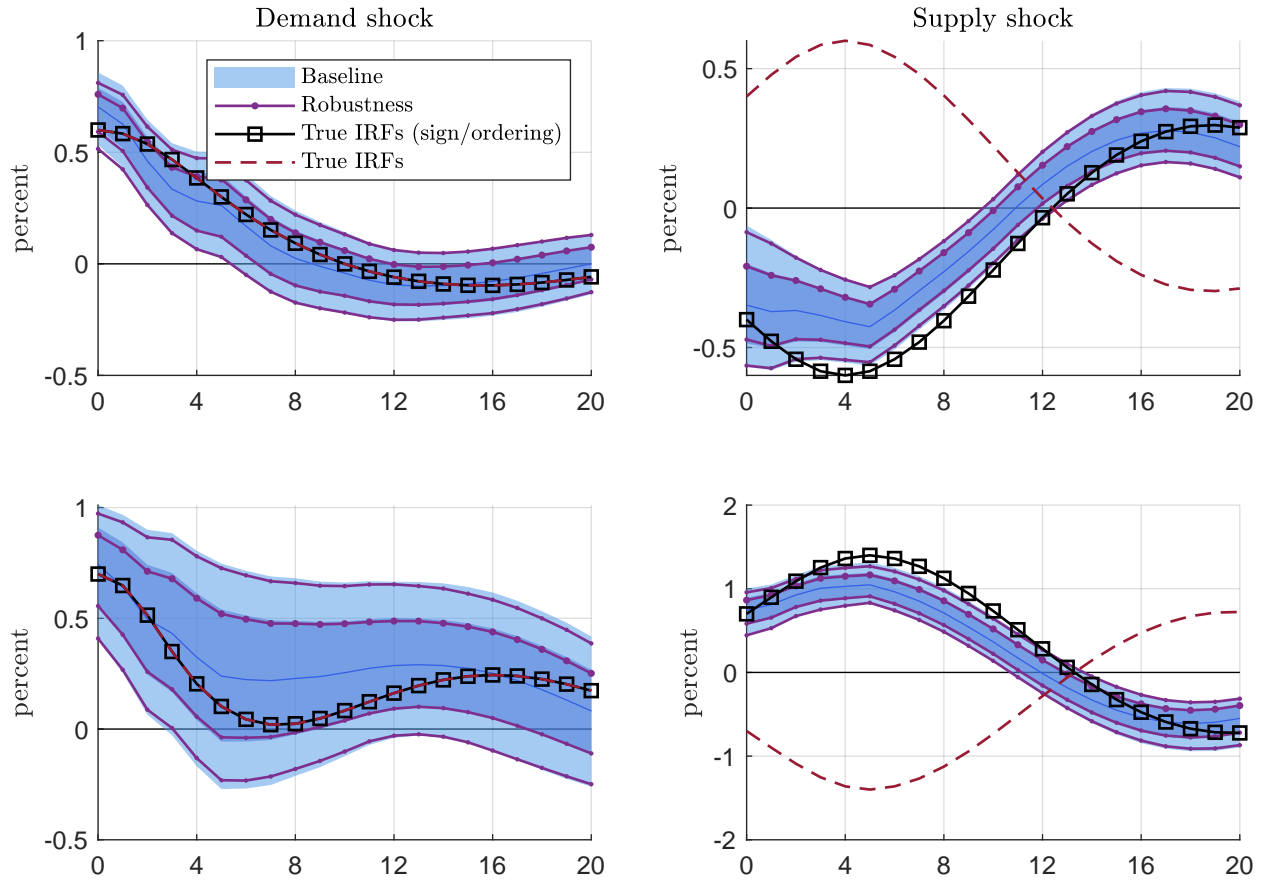 Demand shock
Supply shock
1
0.5
0
-0.5
percent
Baseline
Robustness
True IRFs (sign/ordering)
True IRFs
0 4 8 12 16 20
0.5
0
-0.5
percent
0 4 8 12 16 20
1
0.5
0
-0.5
percent
0 4 8 12 16 20
2
1
0
-1
-2
percent
0 4 8 12 16 20